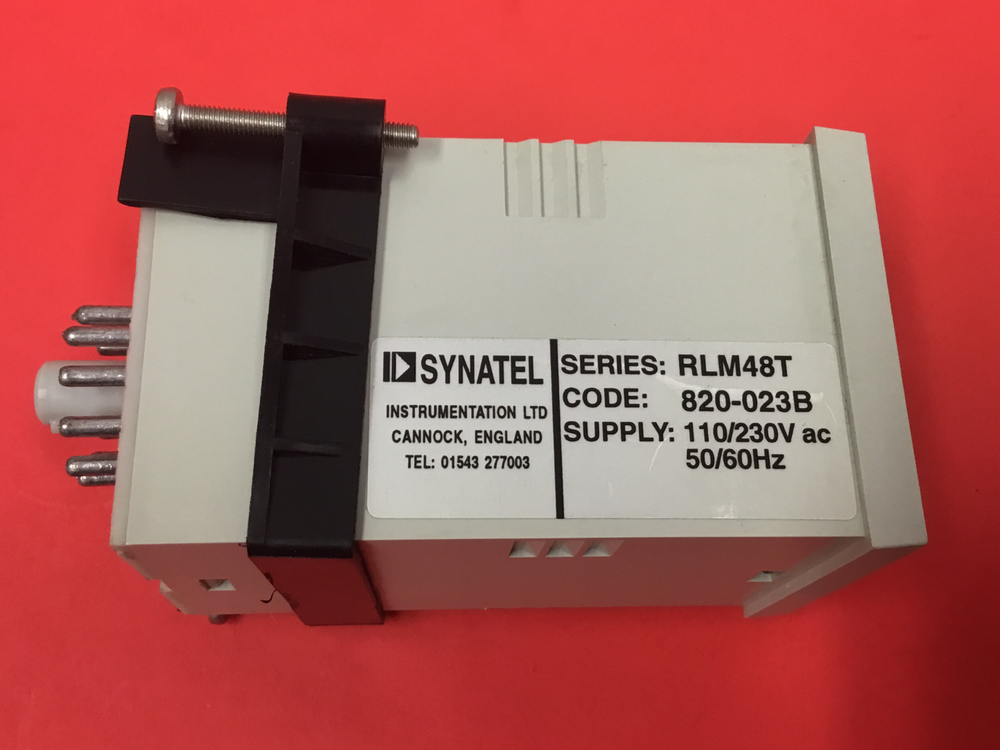 SYNATEL
INSTRUMENTATION LTD
CANNOCK, ENGLAND
TEL: 01543 277003
SERIES: RLM48T
CODE: 820-023B
SUPPLY: 110/230V ac
50/60Hz